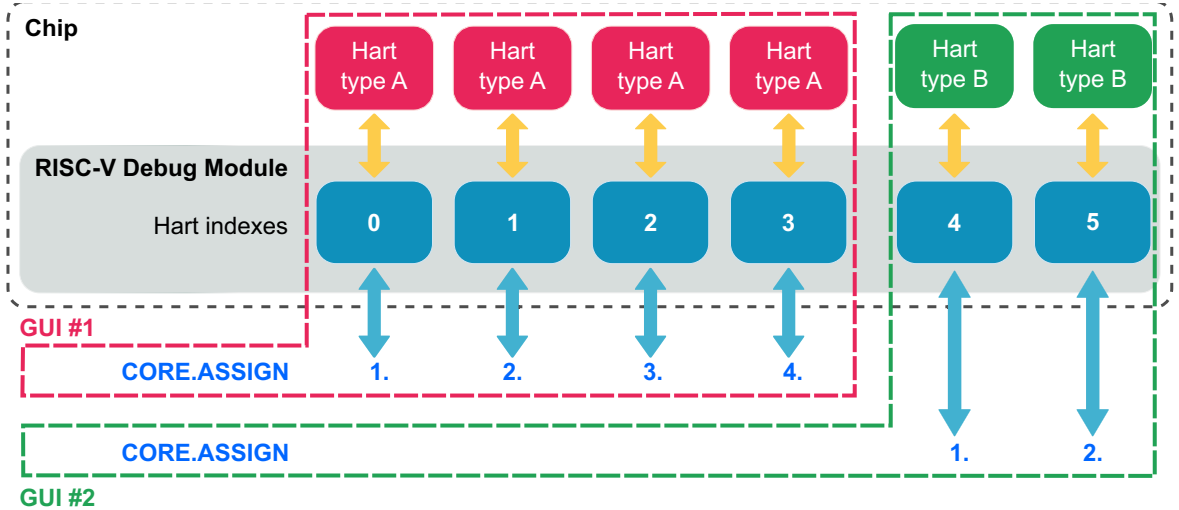 Chip
Hart type A
Hart type A
Hart type A
Hart type A
Hart type B
Hart type B
RISC-V Debug Module
Hart indexes
0
1
2
3
4
5
GUI #1
CORE.ASSIGN 1. 2. 3. 4.
CORE.ASSIGN 1. 2.
GUI #2